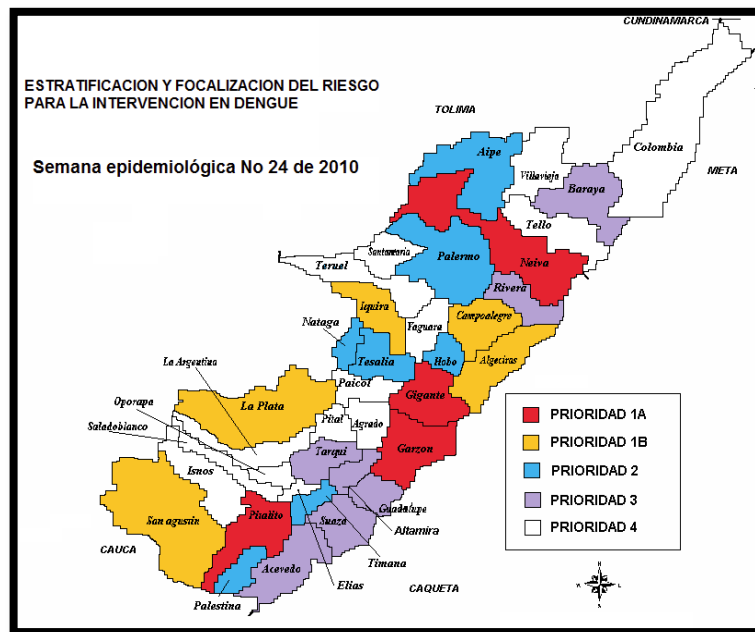 CUNDINAMARCA
ESTRATIFICACION Y FOCALIZACION DEL RIESGO
PARA LA INTERVENCION EN DENGUE
TOLIMA
Semana epidemiológica No 24 de 2010
Aipe
Colombia
Villavieja
META
Baraya
Tello
Santamaria
Palermo
Neiva
Teruel
Rivera
Iquira
Campoalegre
Nataga
Yaguara
Tesalia
Hobo
Algeciras
La Argentina
Paicol
Gigante
Oporapa
La Plata
Saladoblanco
Pital
Agrado
Tarqui
Garzon
Isnos
San agustin
Pitalito
Guadalupe
Suaza
Altamira
CAUCA
Acevedo
Timana
Elias
CAQUETA
Palestina
PRIORIDAD 1A
PRIORIDAD 1B
PRIORIDAD 2
PRIORIDAD 3
PRIORIDAD 4